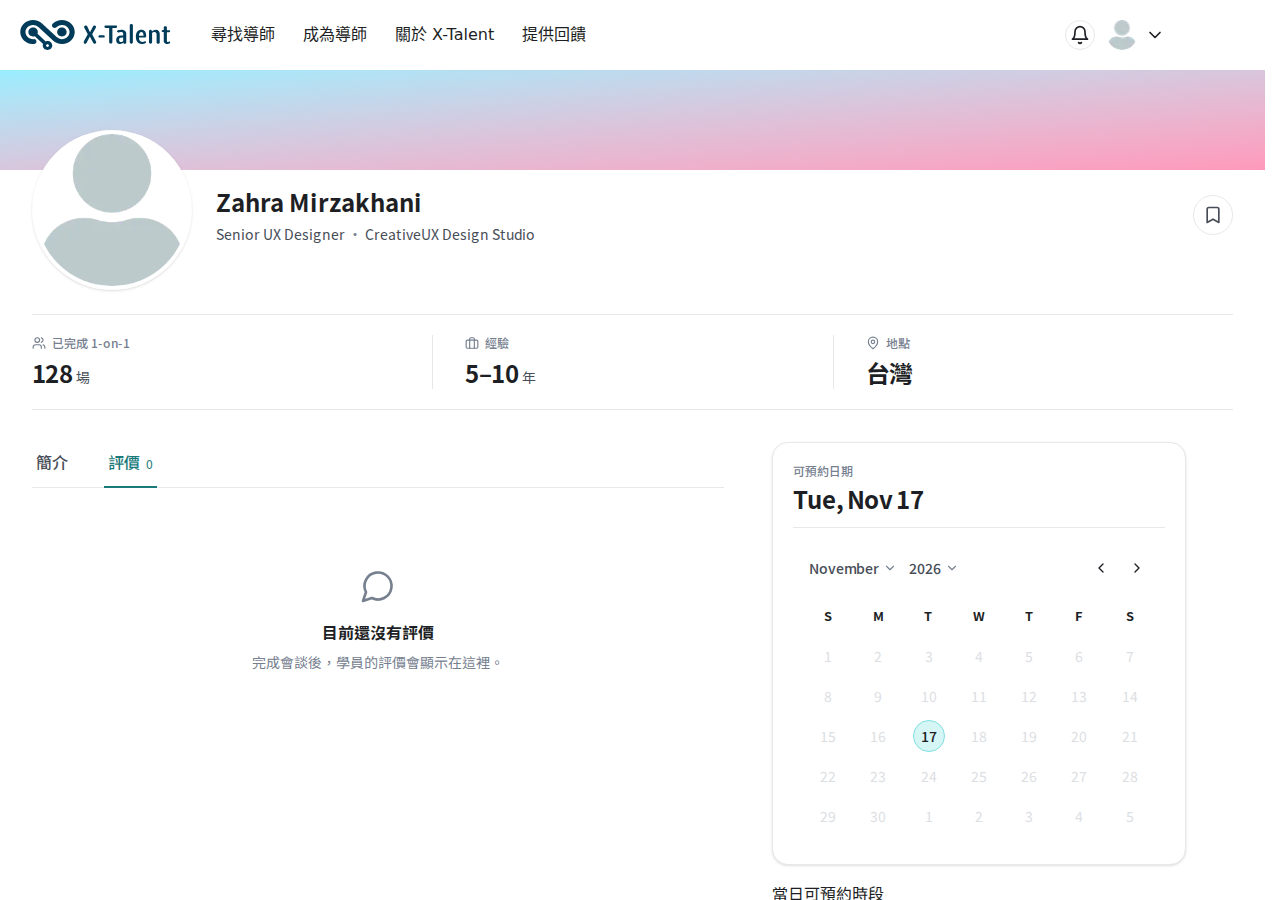 X-Talent 尋找導師 成為導師 關於 X-Talent 提供回饋
Zahra Mirzakhani
Senior UX Designer • CreativeUX Design Studio
已完成 1-on-1 經驗 地點
128 場 5–10 年 台灣
簡介 評價 0
目前還沒有評價
完成會談後，學員的評價會顯示在這裡。
可預約日期
Tue, Nov 17
November 2026
S M T W T F S
1 2 3 4 5 6 7
8 9 10 11 12 13 14
15 16 17 18 19 20 21
22 23 24 25 26 27 28
29 30 1 2 3 4 5
當日可預約時段